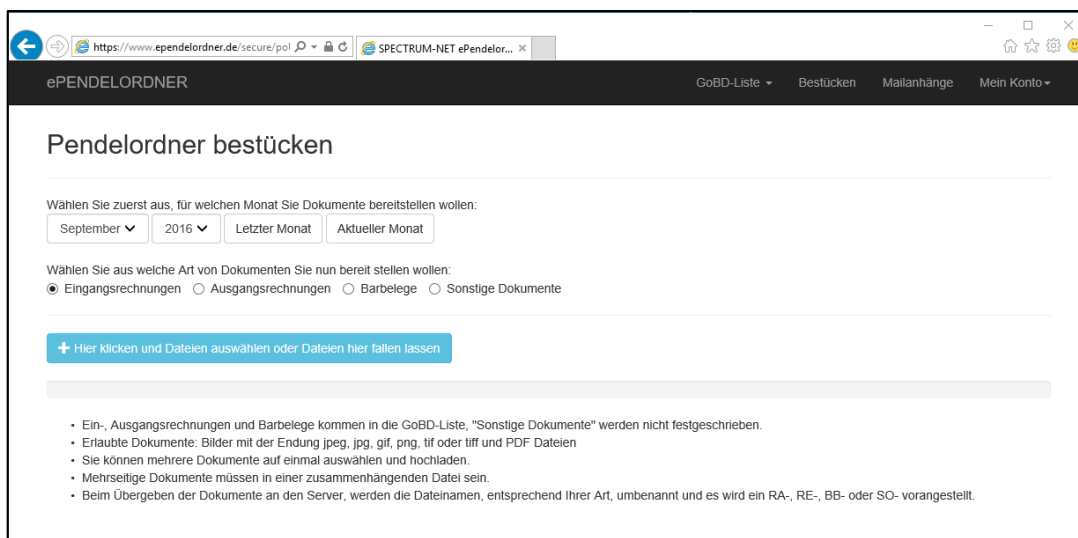 https://www.ependelordner.de/secure/pol
SPECTRUM-NET ePendelor...
ePENDELORDNER GoBD-Liste Bestücken Mailanhänge Mein Konto
Pendelordner bestücken
Wählen Sie zuerst aus, für welchen Monat Sie Dokumente bereitstellen wollen:
September 2016 Letzter Monat Aktueller Monat
Wählen Sie aus welche Art von Dokumenten Sie nun bereit stellen wollen:
Eingangsrechnungen Ausgangsrechnungen Barbelege Sonstige Dokumente
+ Hier klicken und Dateien auswählen oder Dateien hier fallen lassen
• Ein-, Ausgangsrechnungen und Barbelege kommen in die GoBD-Liste, "Sonstige Dokumente" werden nicht festgeschrieben.
• Erlaubte Dokumente: Bilder mit der Endung jpeg, jpg, gif, png, tif oder tiff und PDF Dateien
• Sie können mehrere Dokumente auf einmal auswählen und hochladen.
• Mehrseitige Dokumente müssen in einer zusammenhängenden Datei sein.
• Beim Übergeben der Dokumente an den Server, werden die Dateinamen, entsprechend Ihrer Art, umbenannt und es wird ein RA-, RE-, BB- oder SO- vorangestellt.